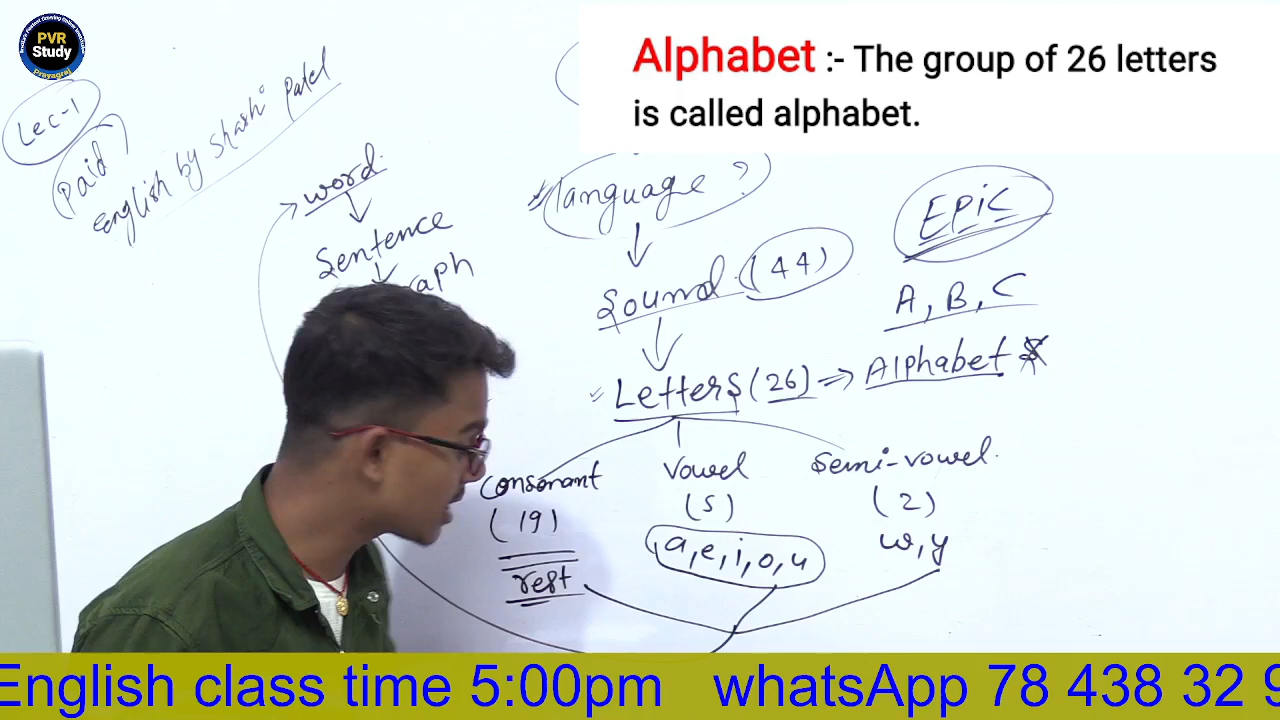 PVR
Study
Prayagraj
Alphabet :- The group of 26 letters
is called alphabet.
Lec-1
Paid
English by Shashi Patel
word
Sentence
raph
language ?
Sound (44)
Letters (26) => Alphabet
EPIC
A, B, C
Consonant
(19)
rest
Vowel
(5)
a, e, i, o, u
Semi-vowel
(2)
w, y
English class time 5:00pm whatsApp 78 438 32 9